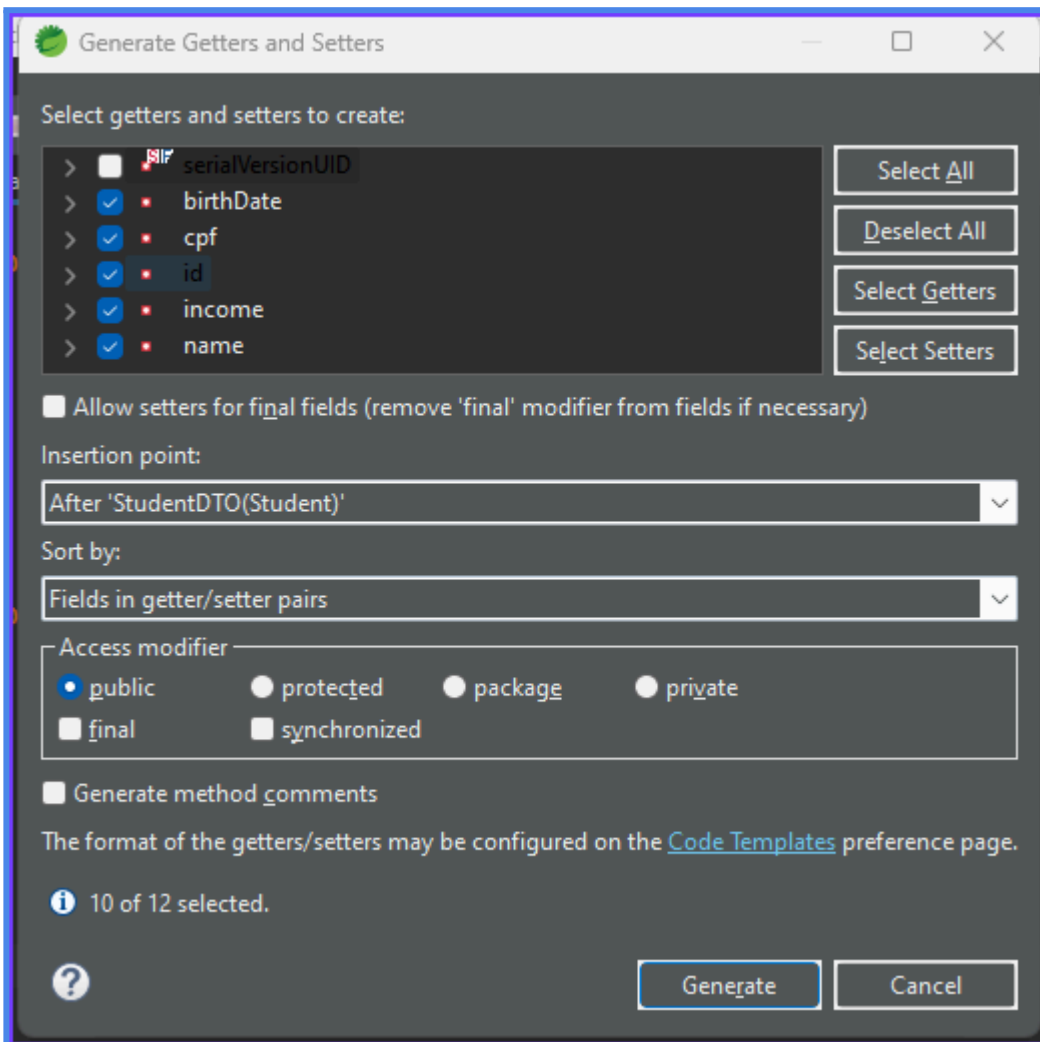 Generate Getters and Setters
Select getters and setters to create:
serialVersionUID
birthDate
cpf
id
income
name
Select All
Deselect All
Select Getters
Select Setters
Allow setters for final fields (remove 'final' modifier from fields if necessary)
Insertion point:
After 'StudentDTO(Student)'
Sort by:
Fields in getter/setter pairs
Access modifier
public protected package private
final synchronized
Generate method comments
The format of the getters/setters may be configured on the Code Templates preference page.
10 of 12 selected.
Generate Cancel